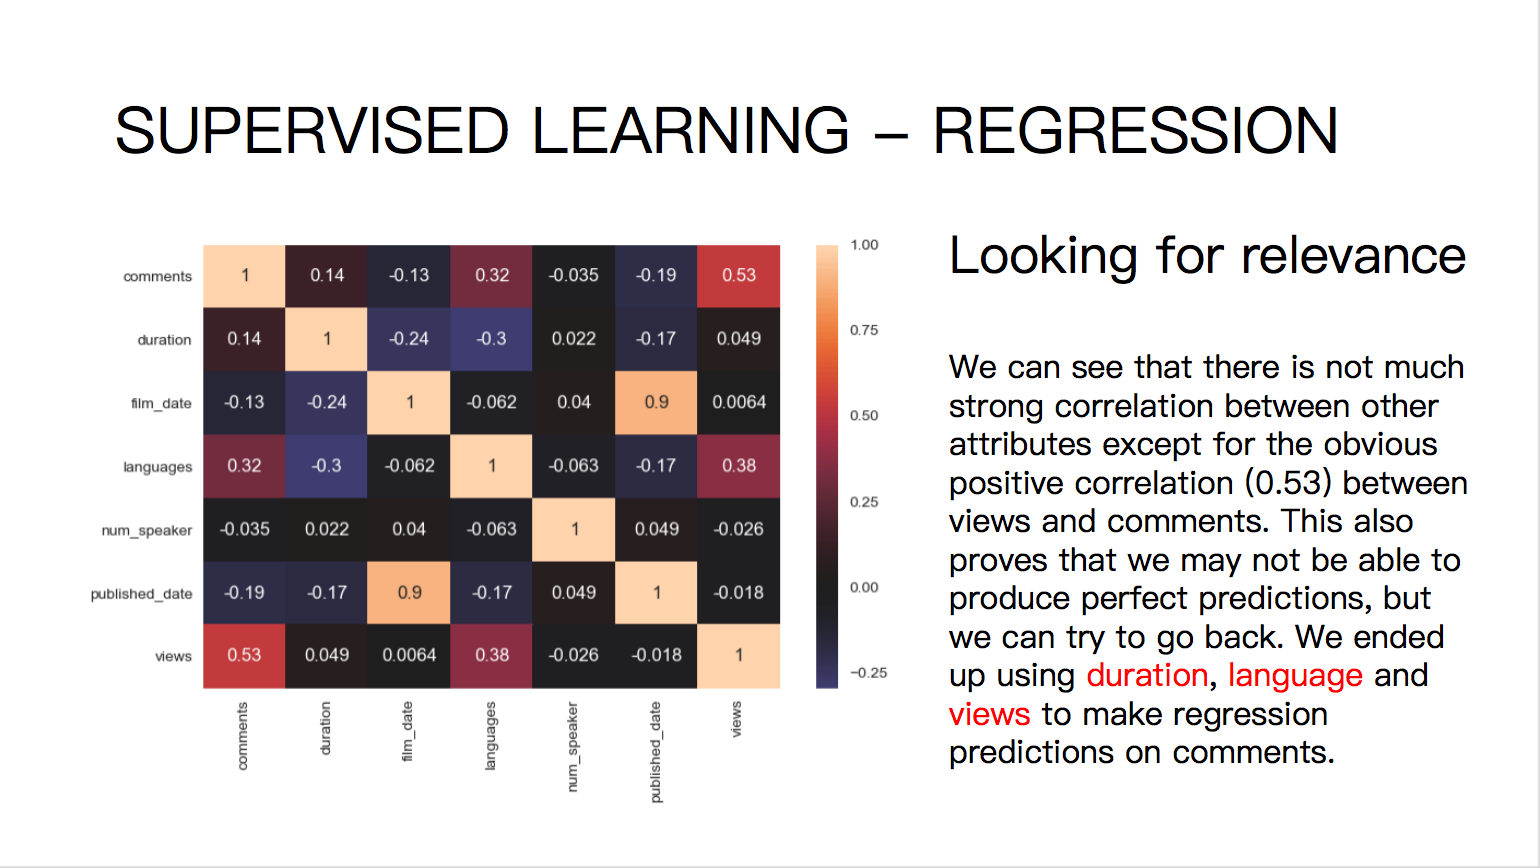 SUPERVISED LEARNING – REGRESSION
comments 1 0.14 -0.13 0.32 -0.035 -0.19 0.53
duration 0.14 1 -0.24 -0.3 0.022 -0.17 0.049
film_date -0.13 -0.24 1 -0.062 0.04 0.9 0.0064
languages 0.32 -0.3 -0.062 1 -0.063 -0.17 0.38
num_speaker -0.035 0.022 0.04 -0.063 1 0.049 -0.026
published_date -0.19 -0.17 0.9 -0.17 0.049 1 -0.018
views 0.53 0.049 0.0064 0.38 -0.026 -0.018 1
comments duration film_date languages num_speaker published_date views
1.00
0.75
0.50
0.25
0.00
−0.25
Looking for relevance
We can see that there is not much
strong correlation between other
attributes except for the obvious
positive correlation (0.53) between
views and comments. This also
proves that we may not be able to
produce perfect predictions, but
we can try to go back. We ended
up using duration, language and
views to make regression
predictions on comments.